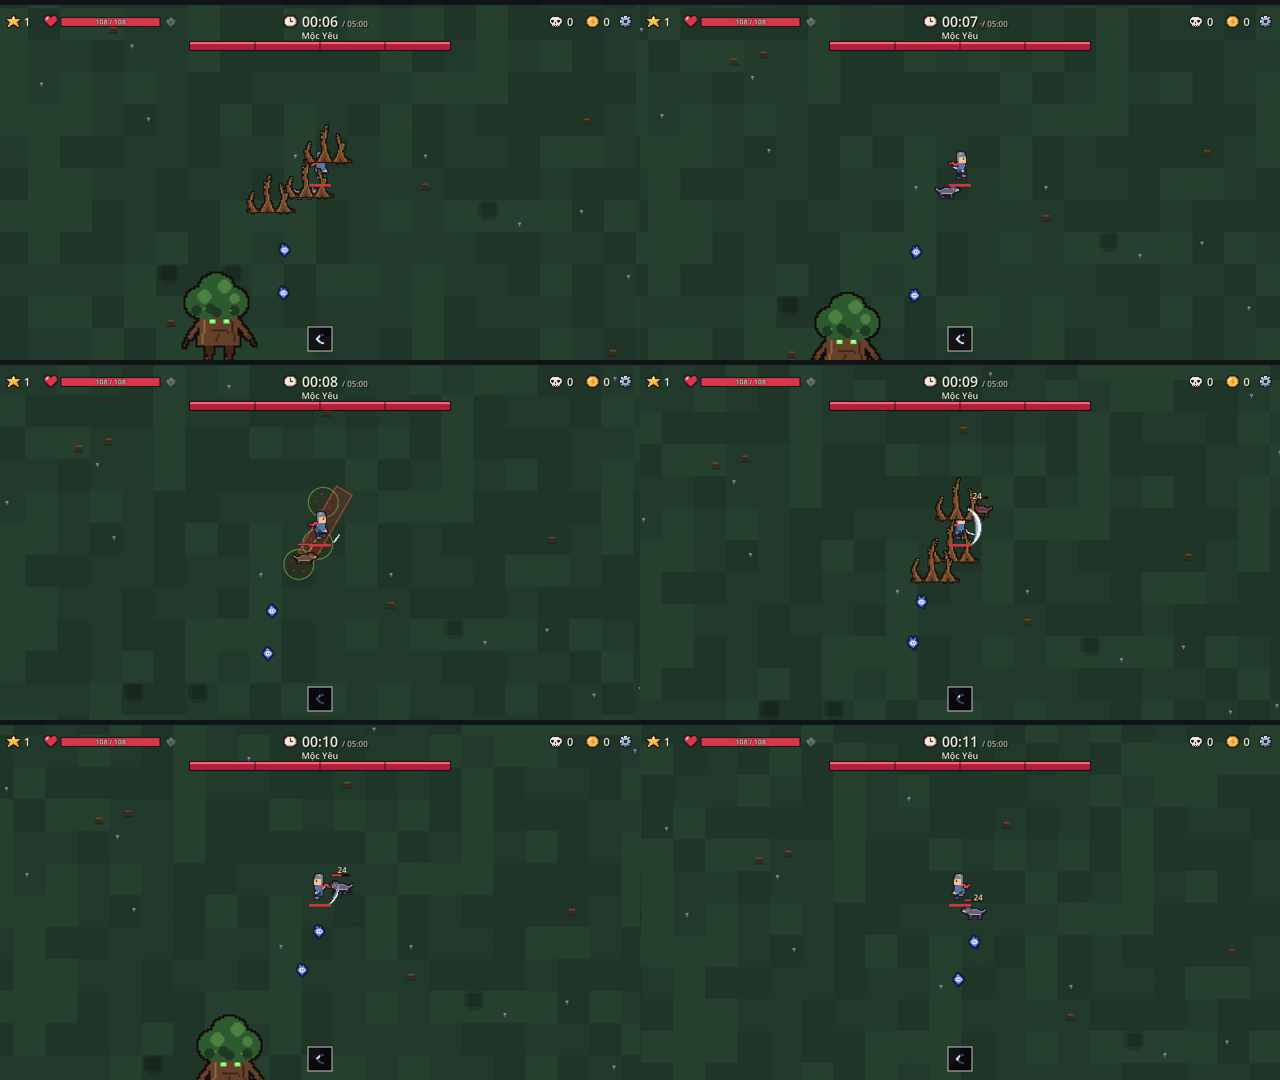 1 108 / 108 00:06 / 05:00 0 0
Mộc Yêu
1 108 / 108 00:07 / 05:00 0 0
Mộc Yêu
1 108 / 108 00:08 / 05:00 0 0
Mộc Yêu
1 108 / 108 00:09 / 05:00 0 0
Mộc Yêu
24
1 108 / 108 00:10 / 05:00 0 0
Mộc Yêu
24
1 108 / 108 00:11 / 05:00 0 0
Mộc Yêu
24